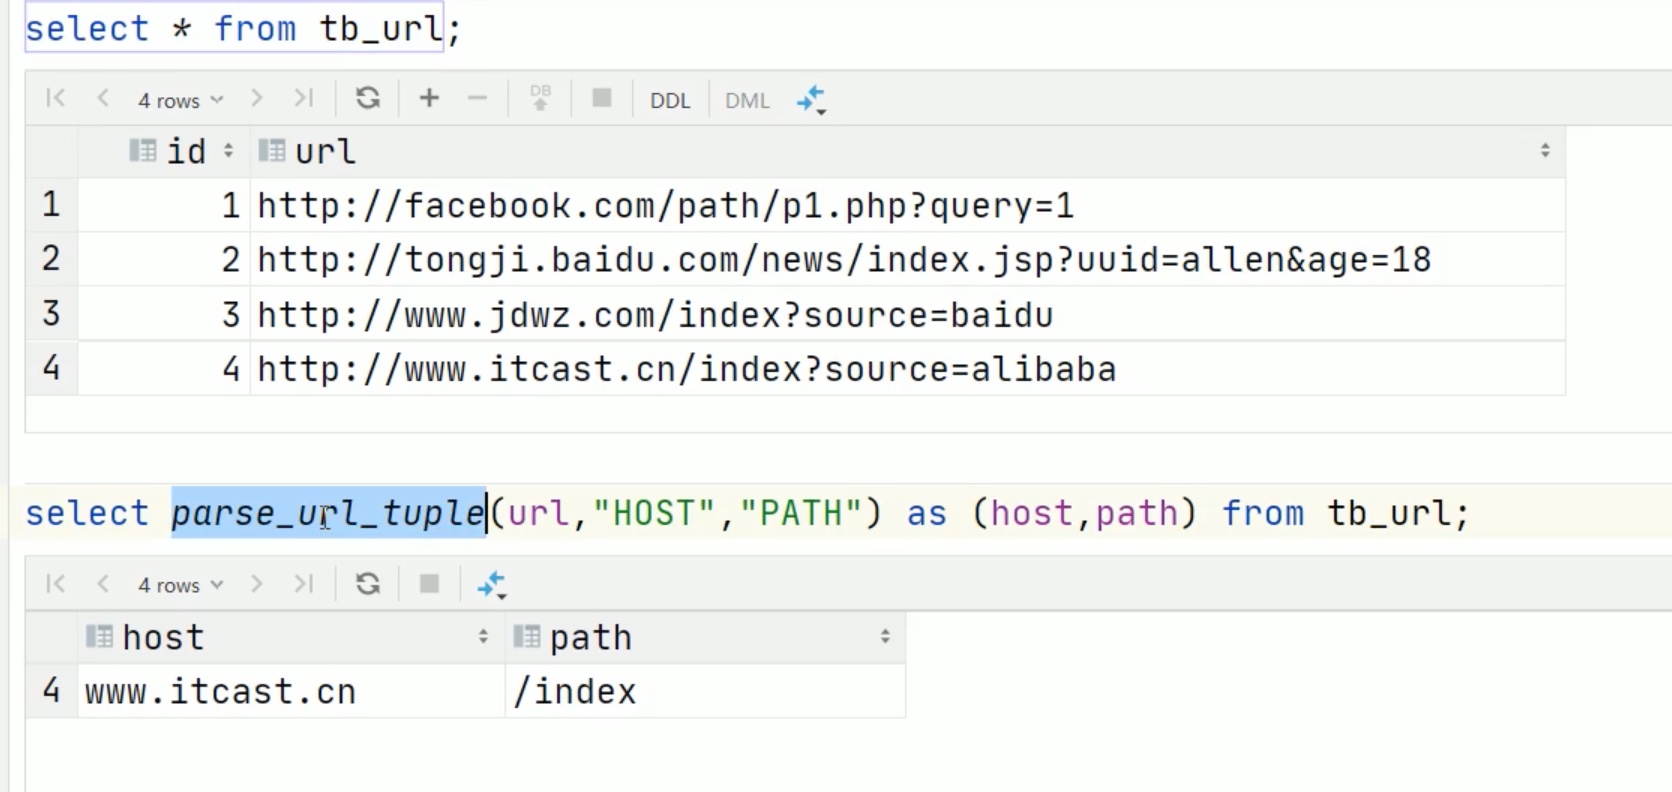 select * from tb_url;
4 rows DDL DML
DB
id url
1 1 http://facebook.com/path/p1.php?query=1
2 2 http://tongji.baidu.com/news/index.jsp?uuid=allen&age=18
3 3 http://www.jdwz.com/index?source=baidu
4 4 http://www.itcast.cn/index?source=alibaba
select parse_url_tuple(url,"HOST","PATH") as (host,path) from tb_url;
4 rows
host path
4 www.itcast.cn /index